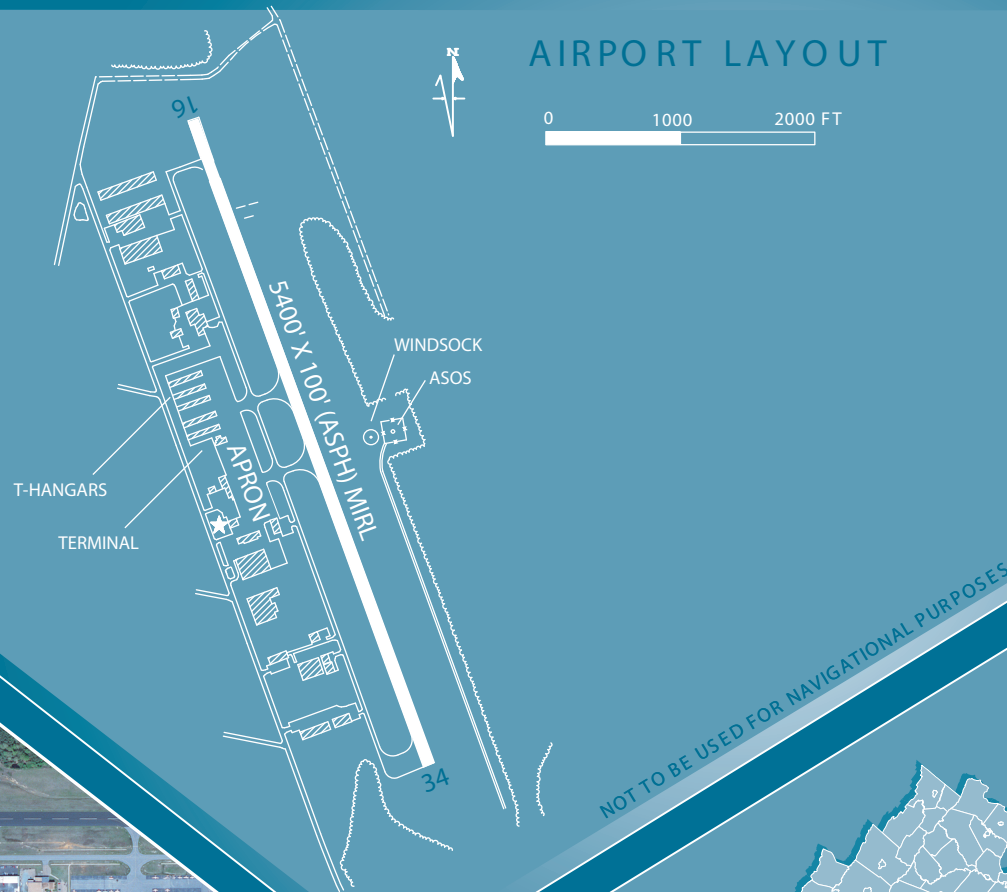 AIRPORT LAYOUT
N
0 1000 2000 FT
16
5400' X 100' (ASPH) MIRL
WINDSOCK
ASOS
APRON
T-HANGARS
TERMINAL
34
NOT TO BE USED FOR NAVIGATIONAL PURPOSES